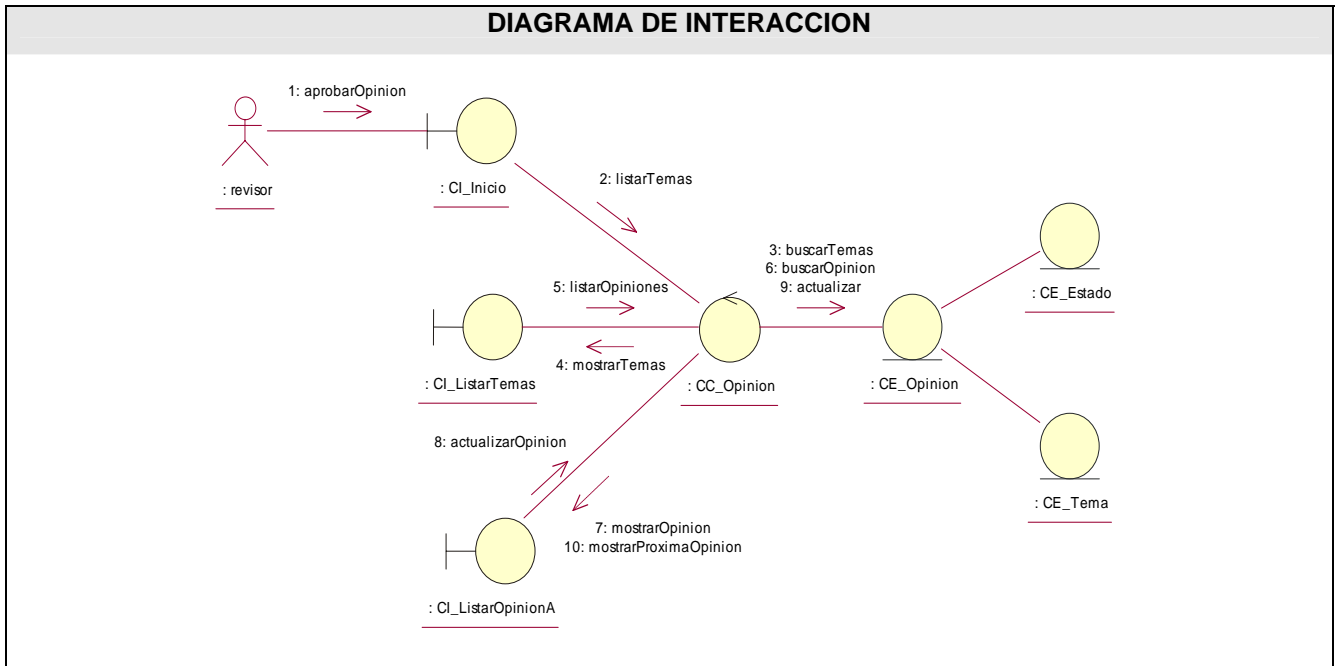 DIAGRAMA DE INTERACCION
1: aprobarOpinion
: revisor
: CI_Inicio
2: listarTemas
3: buscarTemas
6: buscarOpinion
9: actualizar
: CE_Estado
5: listarOpiniones
4: mostrarTemas
: CI_ListarTemas
: CC_Opinion
: CE_Opinion
8: actualizarOpinion
: CE_Tema
7: mostrarOpinion
10: mostrarProximaOpinion
: CI_ListarOpinionA